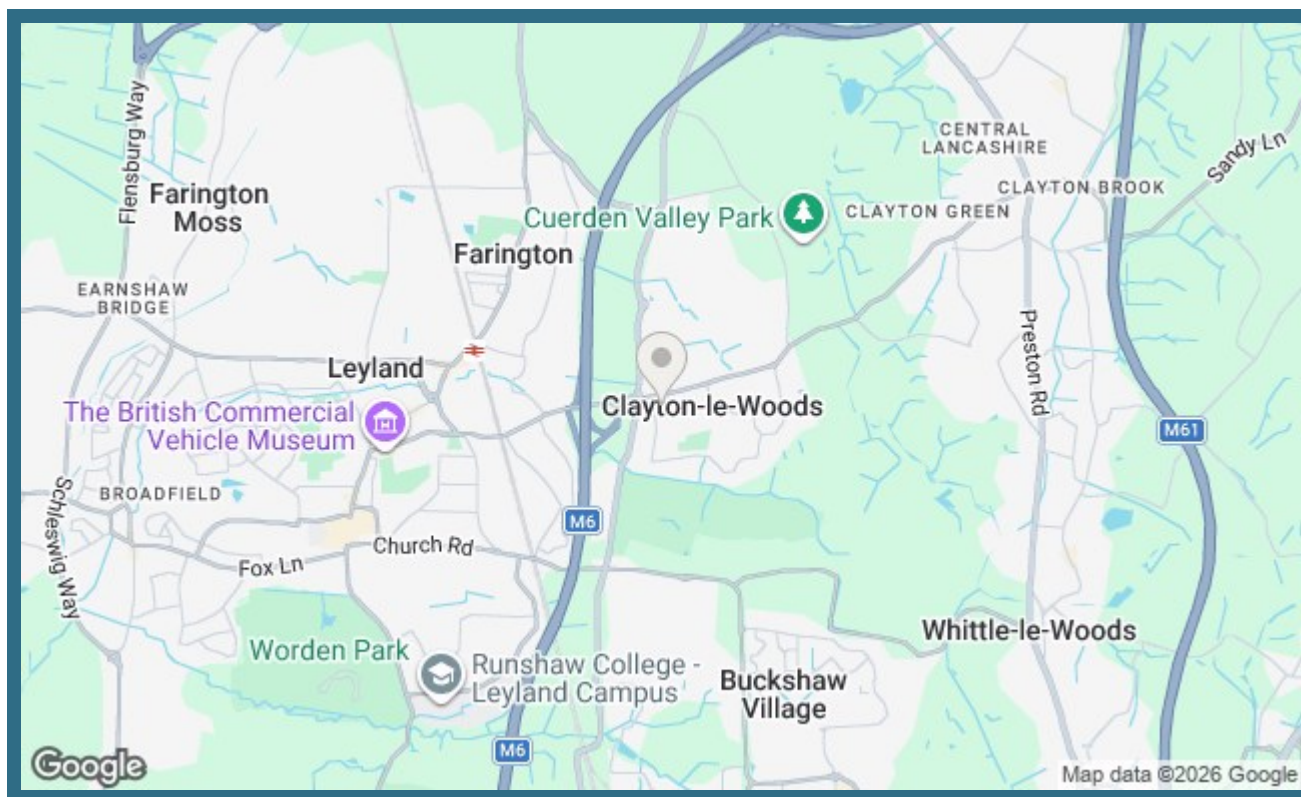 Flensburg Way
Farington
Moss
CENTRAL
LANCASHIRE
Sandy Ln
CLAYTON BROOK
Cuerden Valley Park
CLAYTON GREEN
Farington
EARNSHAW
BRIDGE
Leyland
Preston Rd
The British Commercial
Vehicle Museum
Clayton-le-Woods
M61
BROADFIELD
Schleswig Way
M6
Church Rd
Fox Ln
Worden Park
Whittle-le-Woods
Runshaw College -
Leyland Campus
Buckshaw
Village
M6
Google
Map data ©2026 Google